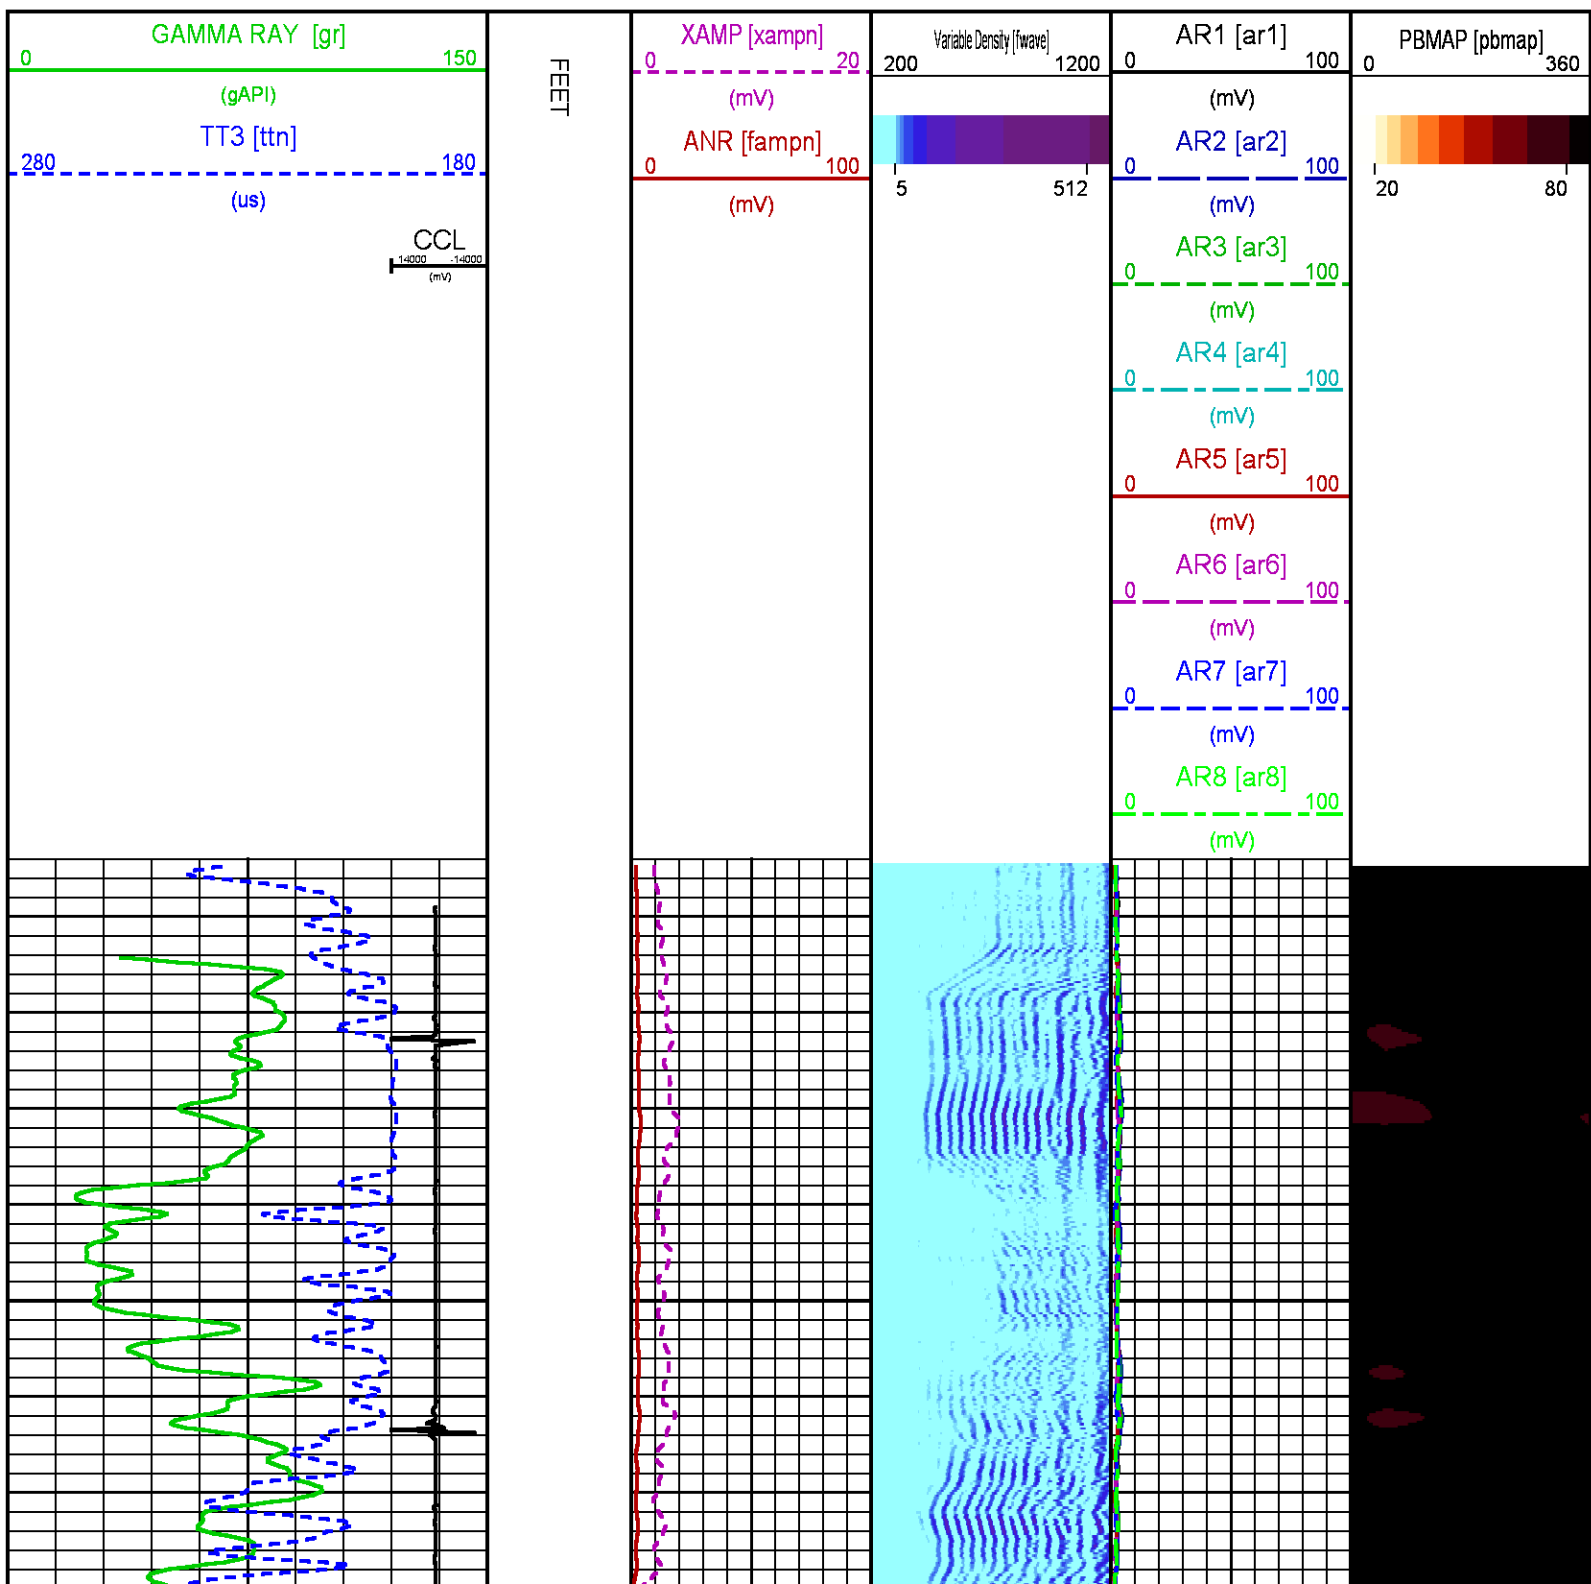 GAMMA RAY [gr]
0 150
(gAPI)
TT3 [ttn]
280 180
(us)
CCL
14000 -14000
(mV)
FEET
XAMP [xampn]
0 20
(mV)
ANR [fampn]
0 100
(mV)
Variable Density [fwave]
200 1200
5 512
AR1 [ar1]
0 100
(mV)
AR2 [ar2]
0 100
(mV)
AR3 [ar3]
0 100
(mV)
AR4 [ar4]
0 100
(mV)
AR5 [ar5]
0 100
(mV)
AR6 [ar6]
0 100
(mV)
AR7 [ar7]
0 100
(mV)
AR8 [ar8]
0 100
(mV)
PBMAP [pbmap]
0 360
20 80